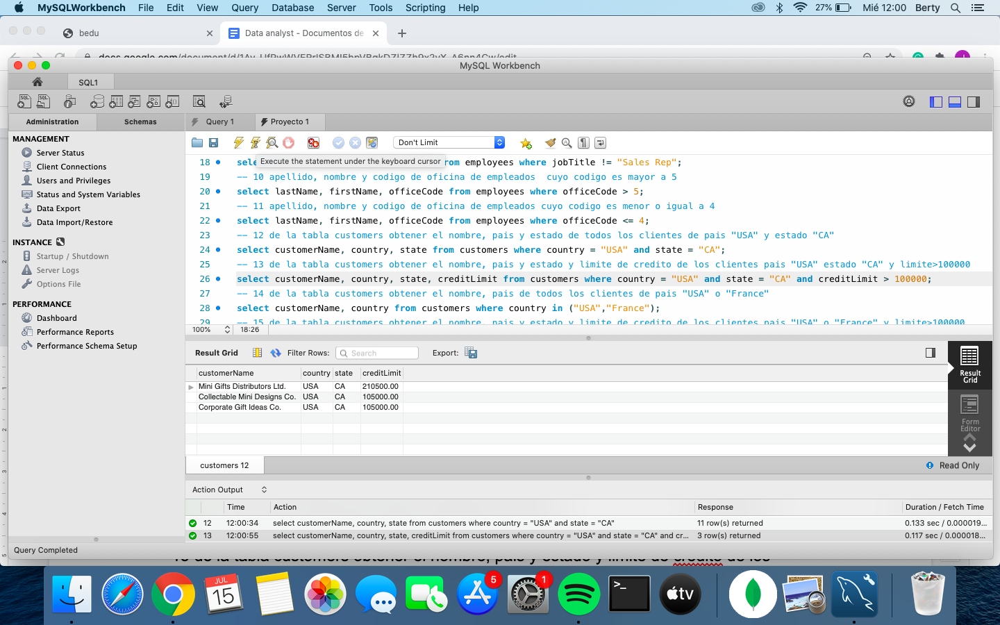 MySQLWorkbench File Edit View Query Database Server Tools Scripting Help 27% Mié 12:00 Berty
bedu Data analyst - Documentos de
MySQL Workbench
SQL1
Administration Schemas
Query 1 Proyecto 1
MANAGEMENT
Server Status
Client Connections
Users and Privileges
Status and System Variables
Data Export
Data Import/Restore
INSTANCE
Startup / Shutdown
Server Logs
Options File
PERFORMANCE
Dashboard
Performance Reports
Performance Schema Setup
Don't Limit
Execute the statement under the keyboard cursor
18 sele rom employees where jobTitle != "Sales Rep";
19 -- 10 apellido, nombre y codigo de oficina de empleados  cuyo codigo es mayor a 5
20 select lastName, firstName, officeCode from employees where officeCode > 5;
21 -- 11 apellido, nombre y codigo de oficina de empleados cuyo codigo es menor o igual a 4
22 select lastName, firstName, officeCode from employees where officeCode <= 4;
23 -- 12 de la tabla customers obtener el nombre, pais y estado de todos los clientes de pais "USA" y estado "CA"
24 select customerName, country, state from customers where country = "USA" and state = "CA";
25 -- 13 de la tabla customers obtener el nombre, pais y estado y limite de credito de los clientes pais "USA" estado "CA" y limite>100000
26 select customerName, country, state, creditLimit from customers where country = "USA" and state = "CA" and creditLimit > 100000;
27 -- 14 de la tabla customers obtener el nombre, pais de todos los clientes de pais "USA" o "France"
28 select customerName, country from customers where country in ("USA","France");
29 -- 15 de la tabla customers obtener el nombre, pais y estado y limite de credito de los clientes pais "USA" o "France" y limite>100000
100% 18:26
Result Grid Filter Rows: Search Export:
customerName country state creditLimit
Mini Gifts Distributors Ltd. USA CA 210500.00
Collectable Mini Designs Co. USA CA 105000.00
Corporate Gift Ideas Co. USA CA 105000.00
Result
Grid
Form
Editor
customers 12 Read Only
Action Output
Time Action Response Duration / Fetch Time
12 12:00:34 select customerName, country, state from customers where country = "USA" and state = "CA" 11 row(s) returned 0.133 sec / 0.000019...
13 12:00:55 select customerName, country, state, creditLimit from customers where country = "USA" and state = "CA" and cr... 3 row(s) returned 0.117 sec / 0.000018...
Query Completed
de la tabla customers obtener el nombre, pais y estado y limite de credito de los
JUL
15
5
1
tv